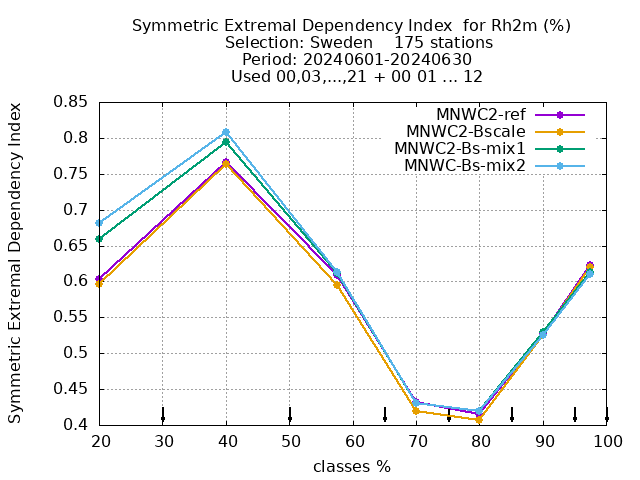 Symmetric Extremal Dependency Index  for Rh2m (%)
Selection: Sweden    175 stations
Period: 20240601-20240630
Used 00,03,...,21 + 00 01 ... 12
Symmetric Extremal Dependency Index
0.85
0.8
0.75
0.7
0.65
0.6
0.55
0.5
0.45
0.4
MNWC2-ref
MNWC2-Bscale
MNWC2-Bs-mix1
MNWC-Bs-mix2
20 30 40 50 60 70 80 90 100
classes %